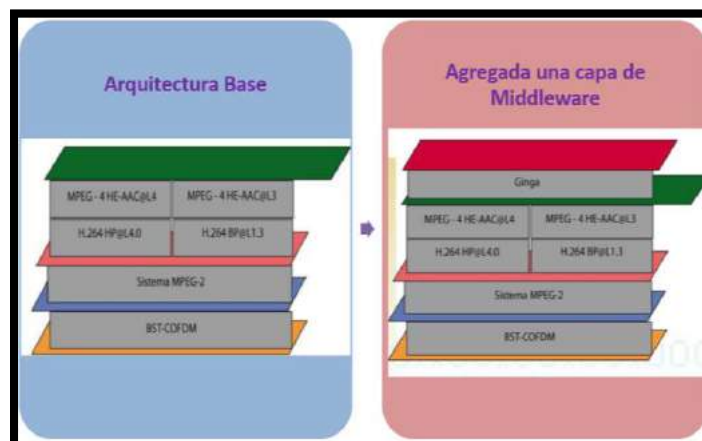 Arquitectura Base
MPEG - 4 HE-AAC@L4
MPEG - 4 HE-AAC@L3
H.264 HP@L4.0
H.264 BP@L1.3
Sistema MPEG-2
BST-COFDM
Agregada una capa de
Middleware
Ginga
MPEG - 4 HE-AAC@L4
MPEG - 4 HE-AAC@L3
H.264 HP@L4.0
H.264 BP@L1.3
Sistema MPEG-2
BST-COFDM